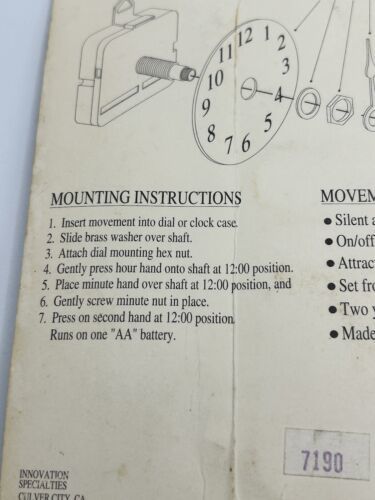 12
11 1
10 2
9 3
8 4
7 6 5
MOUNTING INSTRUCTIONS
1. Insert movement into dial or clock case.
2. Slide brass washer over shaft.
3. Attach dial mounting hex nut.
4. Gently press hour hand onto shaft at 12:00 position.
5. Place minute hand over shaft at 12:00 position, and
6. Gently screw minute nut in place.
7. Press on second hand at 12:00 position.
Runs on one "AA" battery.
MOVEM
● Silent a
● On/off
● Attrac
● Set fro
● Two y
● Made
7190
INNOVATION
SPECIALTIES
CULVER CITY, CA